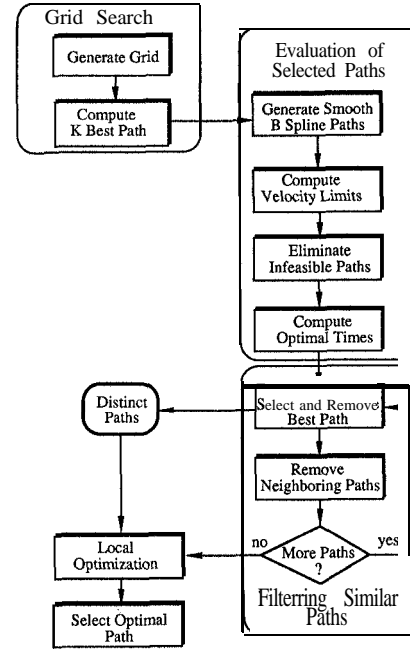 Grid Search
Generate Grid
Compute
K Best Path
Evaluation of
Selected Paths
Generate Smooth
B Spline Paths
Compute
Velocity Limits
Eliminate
Infeasible Paths
Compute
Optimal Times
Select and Remove
Best Path
Distinct
Paths
Remove
Neighboring Paths
More Paths
?
no
yes
Local
Optimization
Select Optimal
Path
Filterring Similar
Paths